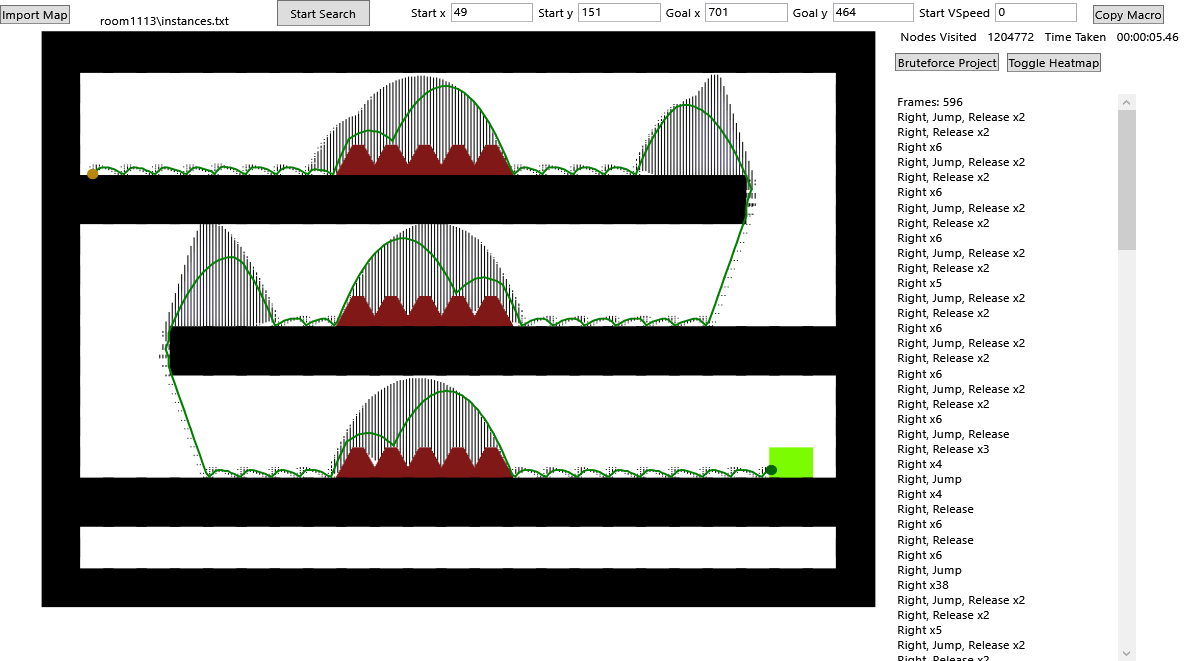 Import Map
room1113\instances.txt
Start Search
Start x 49 Start y 151 Goal x 701 Goal y 464 Start VSpeed 0
Copy Macro
Nodes Visited 1204772 Time Taken 00:00:05.46
Bruteforce Project Toggle Heatmap
Frames: 596
Right, Jump, Release x2
Right, Release x2
Right x6
Right, Jump, Release x2
Right, Release x2
Right x6
Right, Jump, Release x2
Right, Release x2
Right x6
Right, Jump, Release x2
Right, Release x2
Right x5
Right, Jump, Release x2
Right, Release x2
Right x6
Right, Jump, Release x2
Right, Release x2
Right x6
Right, Jump, Release x2
Right, Release x2
Right x6
Right, Jump, Release
Right, Release x3
Right x4
Right, Jump
Right x4
Right, Release
Right x6
Right, Release
Right x6
Right, Jump
Right x38
Right, Jump, Release x2
Right, Release x2
Right x5
Right, Jump, Release x2
Right, Release x2